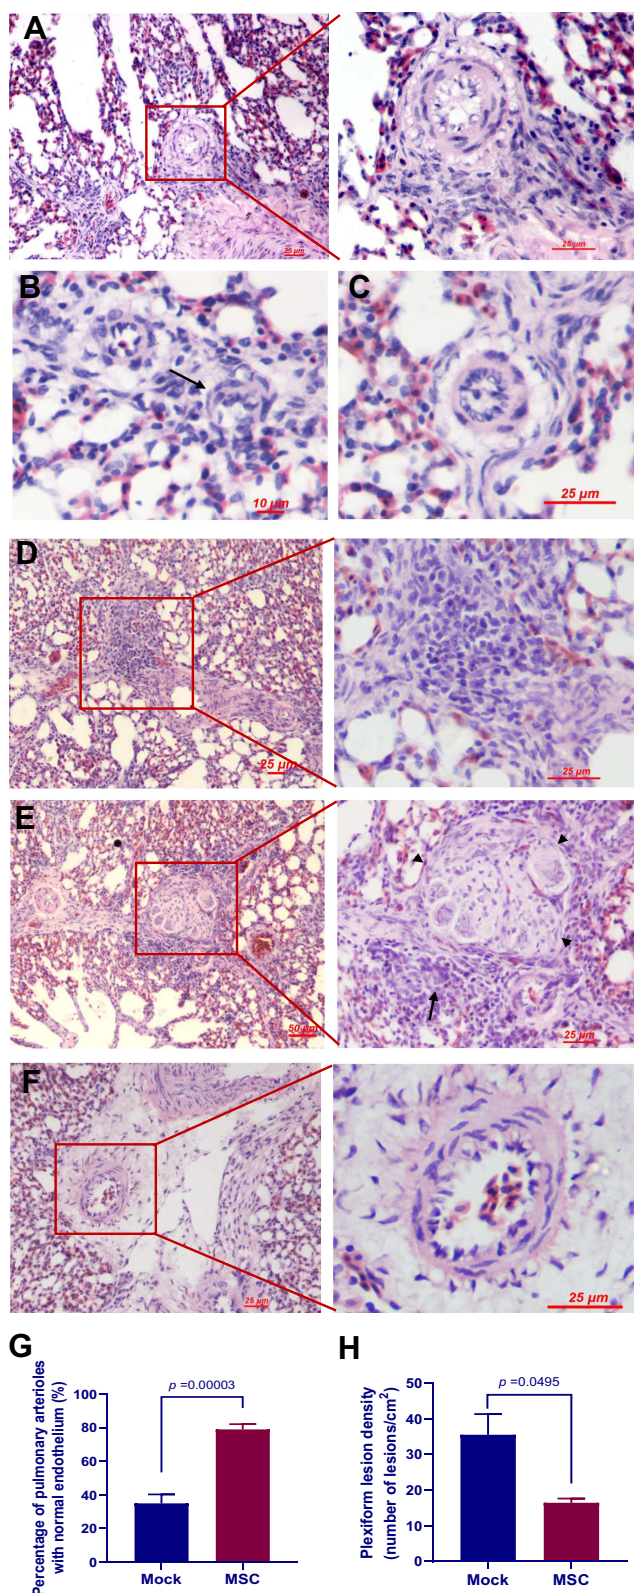 A
25 μm
25 μm
B
10 μm
C
25 μm
D
25 μm
25 μm
E
50 μm
25 μm
F
25 μm
25 μm
G
Percentage of pulmonary arterioles
with normal endothelium (%)
p =0.00003
100
80
60
40
20
0
Mock
MSC
H
Plexiform lesion density
(number of lesions/cm²)
p =0.0495
50
40
30
20
10
0
Mock
MSC